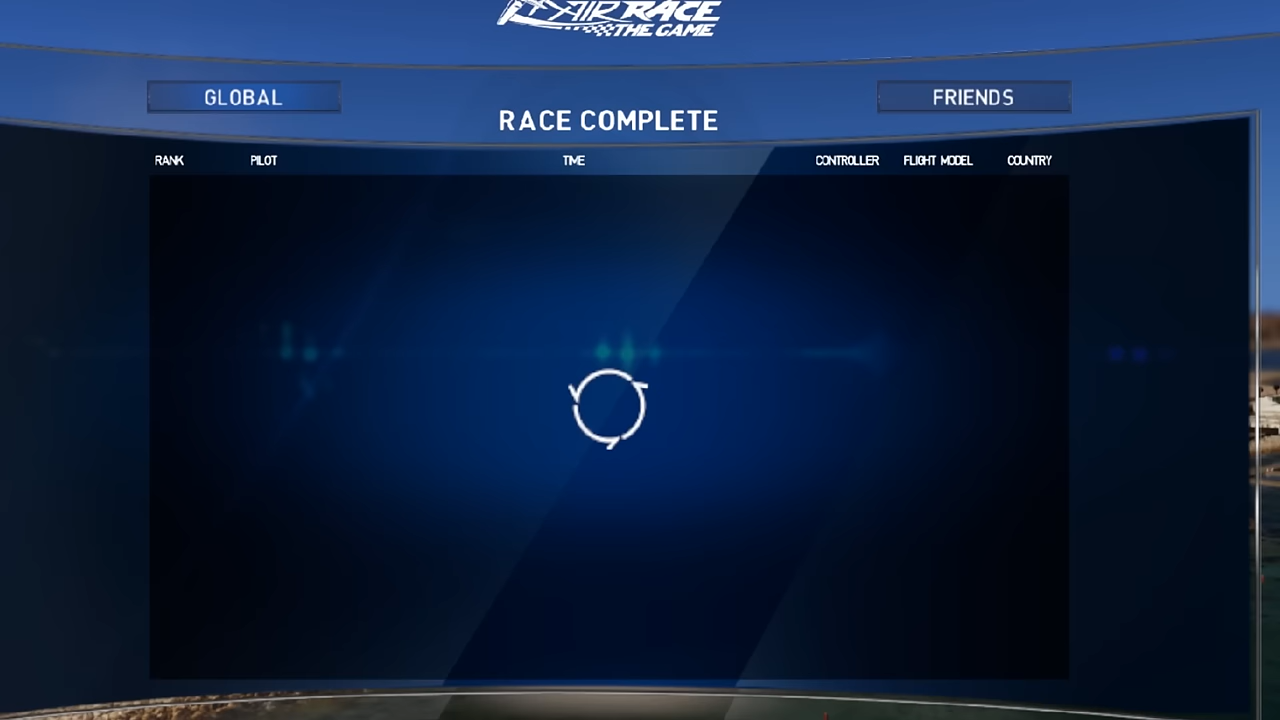 AIR RACE
THE GAME
GLOBAL
FRIENDS
RACE COMPLETE
RANK PILOT TIME CONTROLLER FLIGHT MODEL COUNTRY